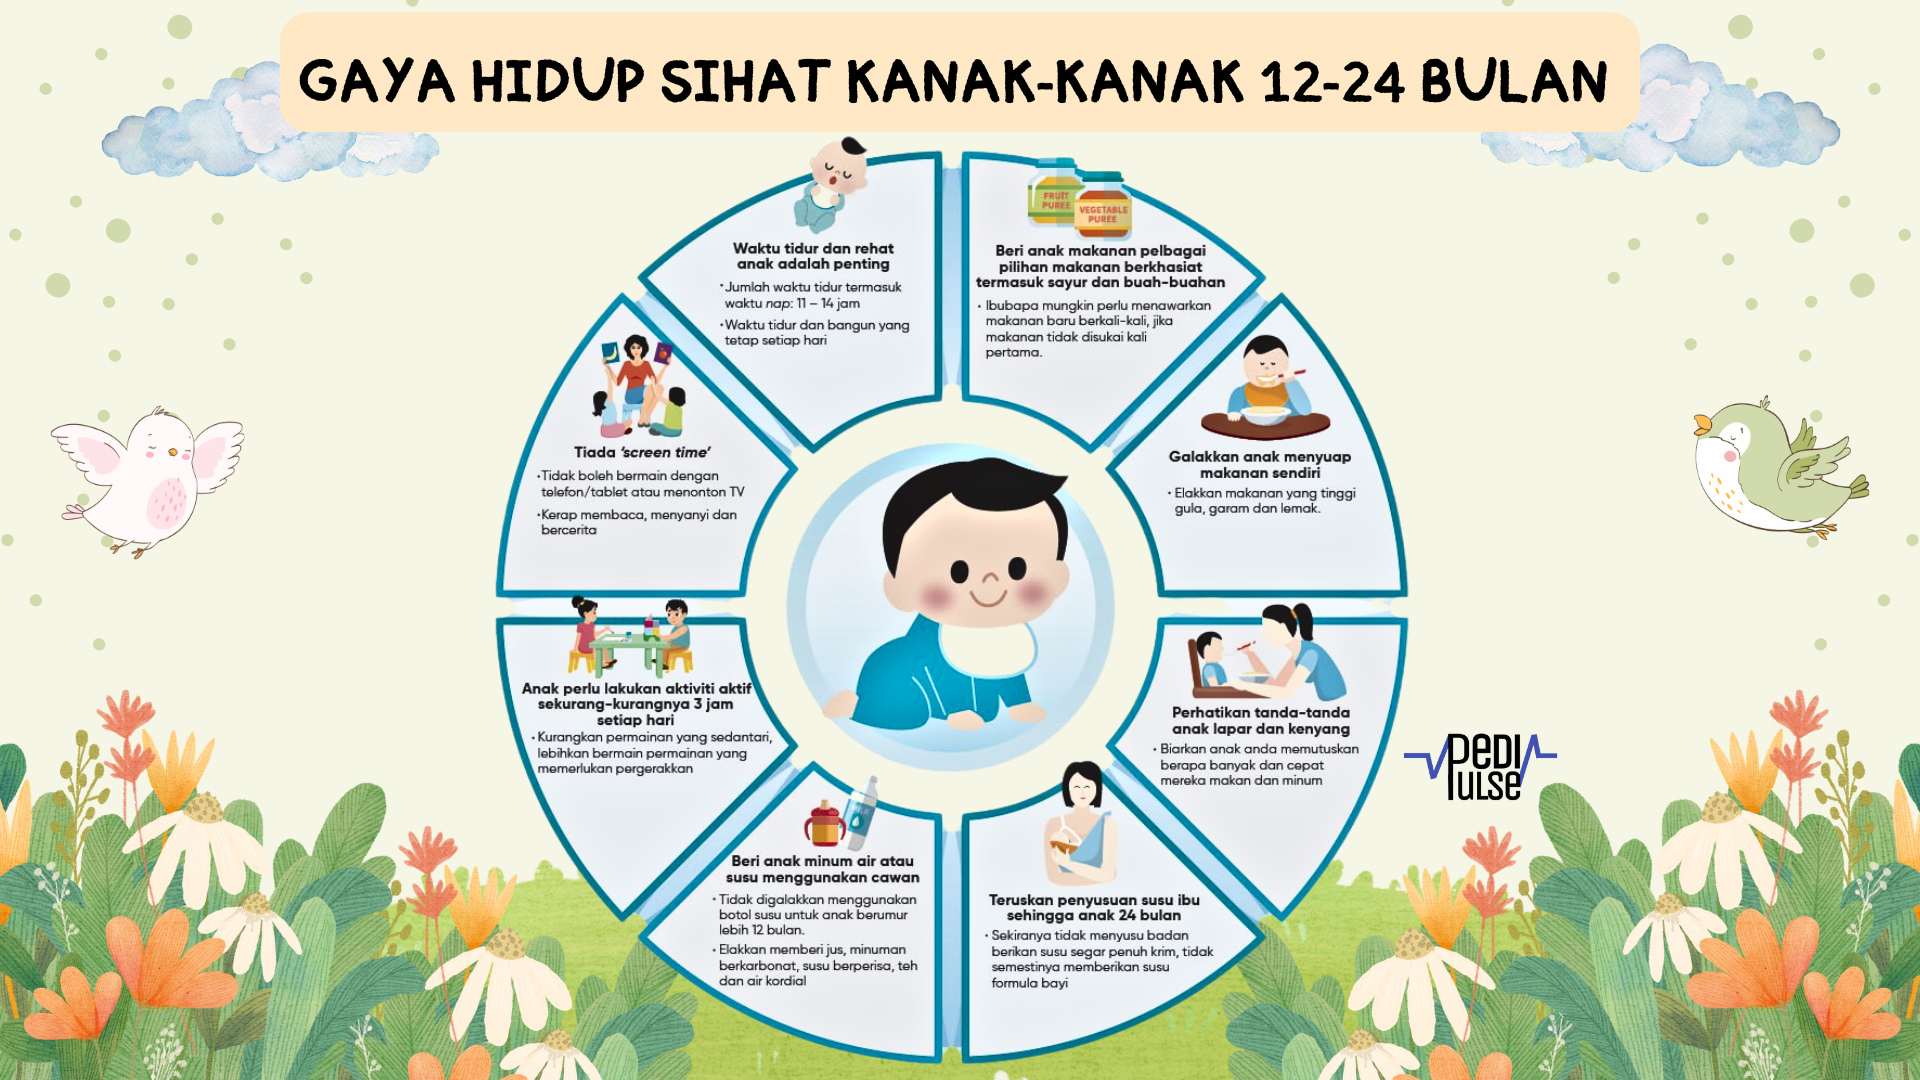 GAYA HIDUP SIHAT KANAK-KANAK 12-24 BULAN
FRUIT
PUREE
VEGETABLE
PUREE
Beri anak makanan pelbagai
pilihan makanan berkhasiat
termasuk sayur dan buah-buahan
• Ibubapa mungkin perlu menawarkan
makanan baru berkali-kali, jika
makanan tidak disukai kali
pertama.
Galakkan anak menyuap
makanan sendiri
• Elakkan makanan yang tinggi
gula, garam dan lemak.
Perhatikan tanda-tanda
anak lapar dan kenyang
• Biarkan anak anda memutuskan
berapa banyak dan cepat
mereka makan dan minum
Teruskan penyusuan susu ibu
sehingga anak 24 bulan
• Sekiranya tidak menyusu badan
berikan susu segar penuh krim, tidak
semestinya memberikan susu
formula bayi
Beri anak minum air atau
susu menggunakan cawan
• Tidak digalakkan menggunakan
botol susu untuk anak berumur
lebih 12 bulan.
• Elakkan memberi jus, minuman
berkarbonat, susu berperisa, teh
dan air kordial
Anak perlu lakukan aktiviti aktif
sekurang-kurangnya 3 jam
setiap hari
• Kurangkan permainan yang sedantari,
lebihkan bermain permainan yang
memerlukan pergerakkan
Tiada ‘screen time’
• Tidak boleh bermain dengan
telefon/tablet atau menonton TV
• Kerap membaca, menyanyi dan
bercerita
Waktu tidur dan rehat
anak adalah penting
• Jumlah waktu tidur termasuk
waktu nap: 11 – 14 jam
• Waktu tidur dan bangun yang
tetap setiap hari
PEDI
PULSE